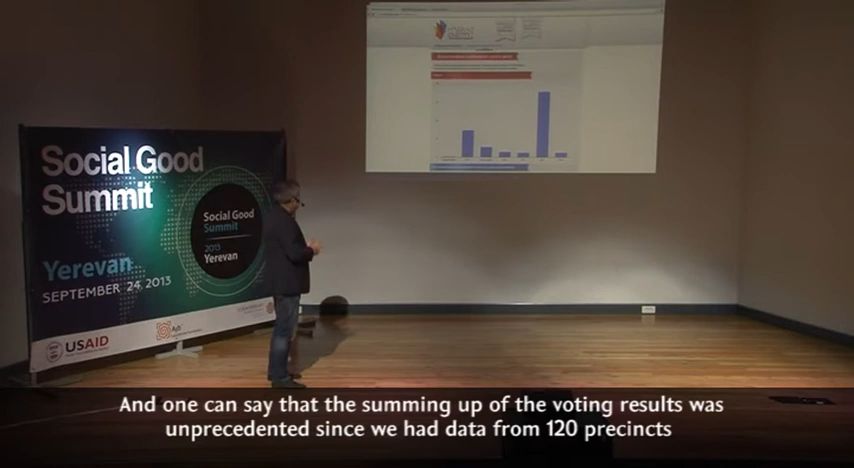 Social Good
Summit
Social Good
Summit
2013
Yerevan
Yerevan
SEPTEMBER 24, 2013
USAID
And one can say that the summing up of the voting results was
unprecedented since we had data from 120 precincts